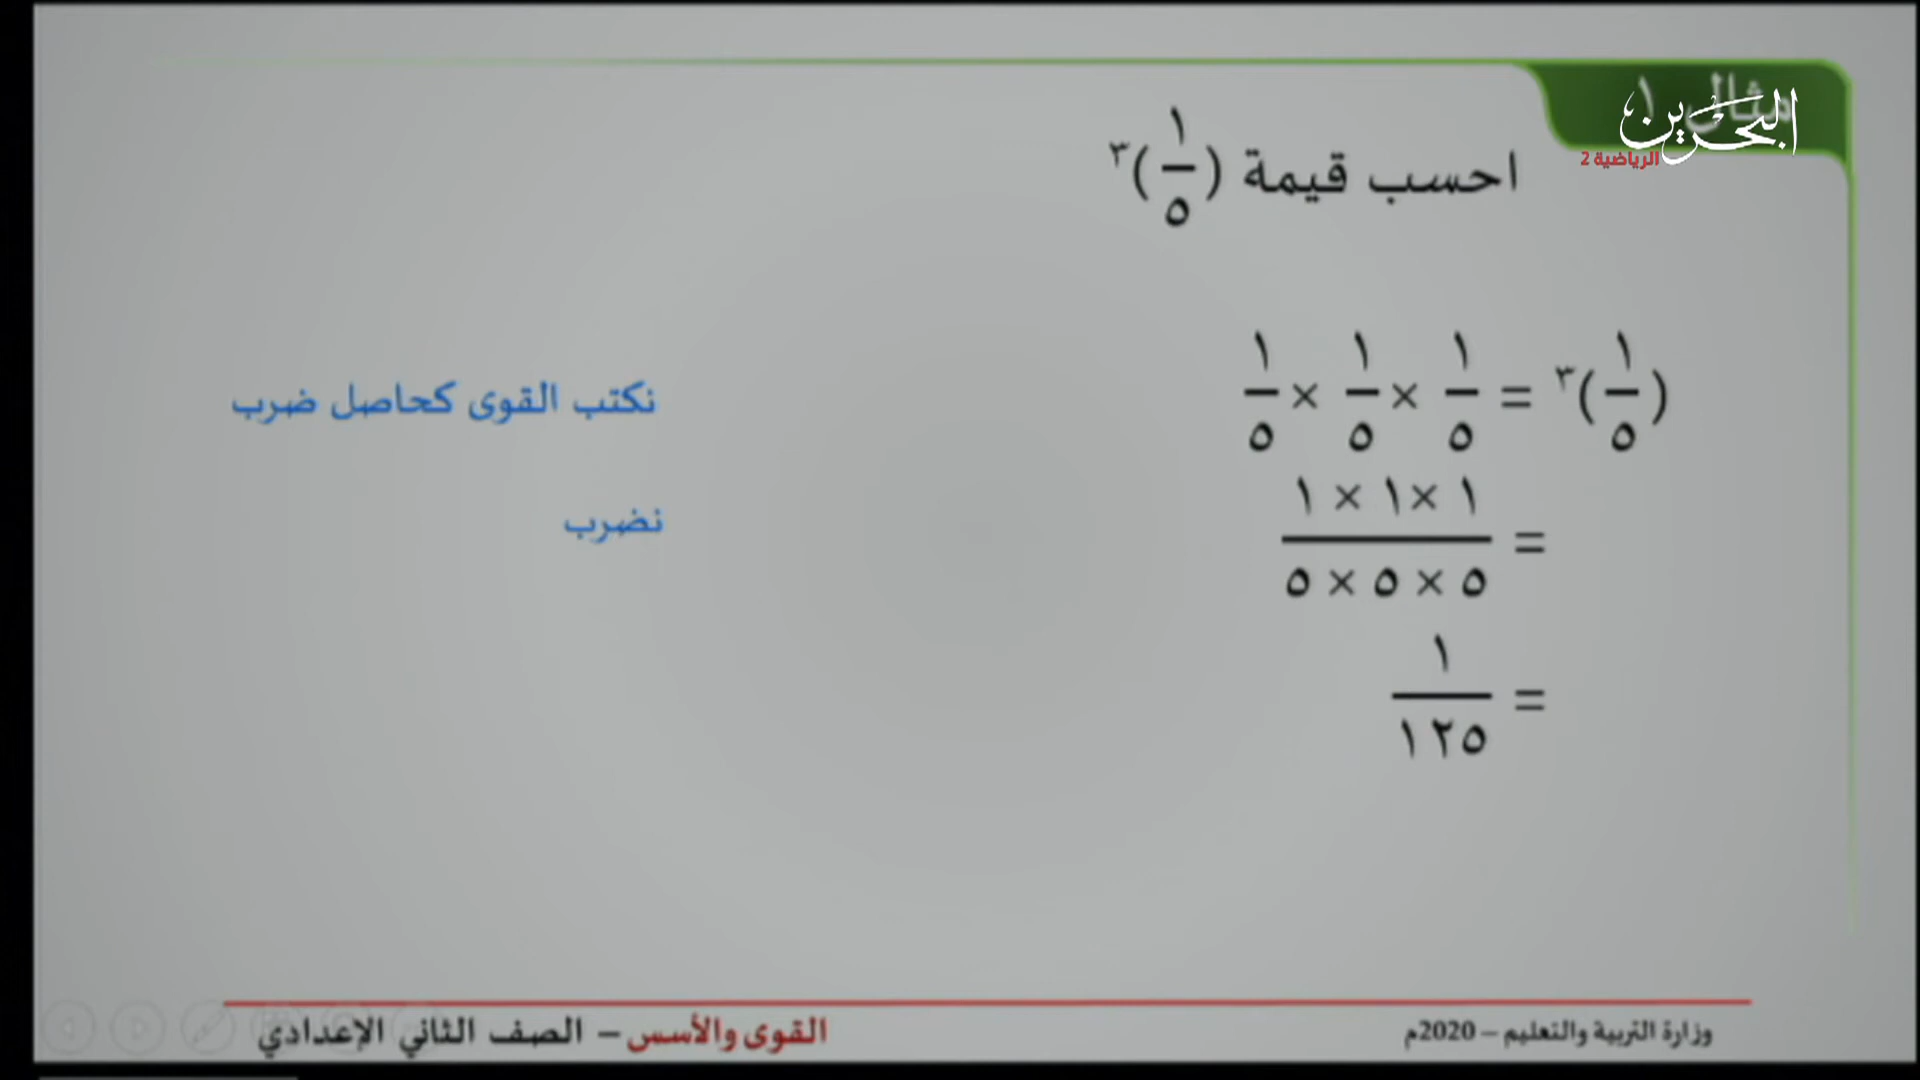 مثال ١
البحرين
الرياضية 2
احسب قيمة (١/٥)^٣
(١/٥)^٣ = ١/٥ × ١/٥ × ١/٥
نكتب القوى كحاصل ضرب
= (١ × ١ × ١)/(٥ × ٥ × ٥)
نضرب
= ١/١٢٥
وزارة التربية والتعليم – 2020م
القوى والأسس – الصف الثاني الإعدادي